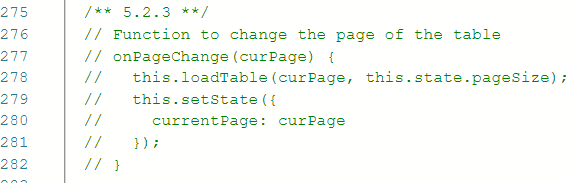 275 /** 5.2.3 **/
276 // Function to change the page of the table
277 // onPageChange(curPage) {
278 //   this.loadTable(curPage, this.state.pageSize);
279 //   this.setState({
280 //     currentPage: curPage
281 //   });
282 // }